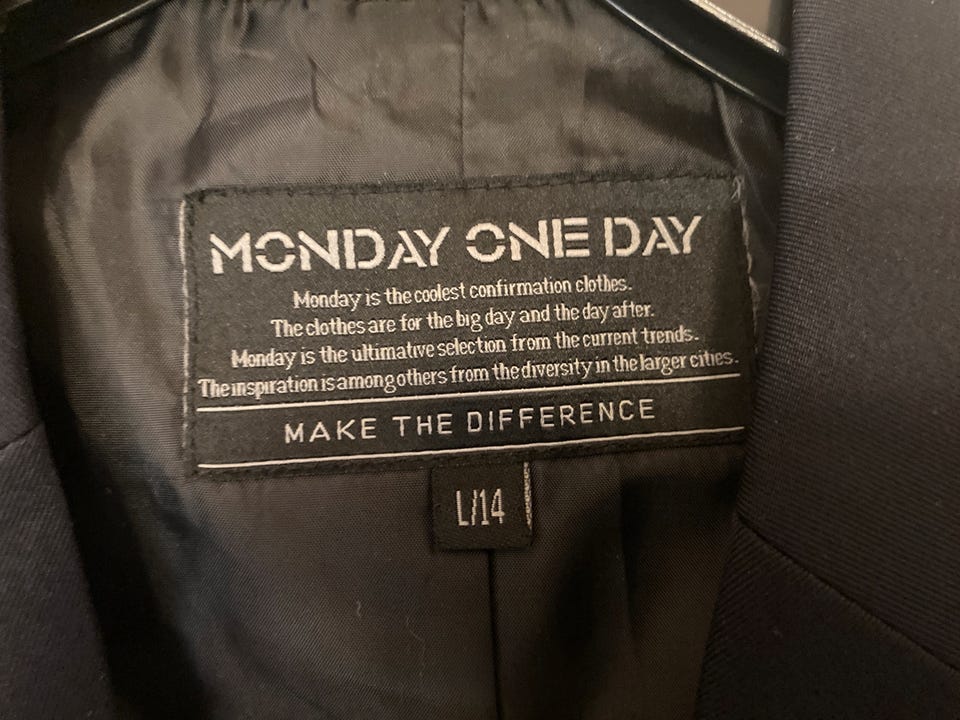 MONDAY ONE DAY
Monday is the coolest confirmation clothes.
The clothes are for the big day and the day after.
Monday is the ultimative selection from the current trends.
The inspiration is among others from the diversity in the larger cities.
MAKE THE DIFFERENCE
L/14